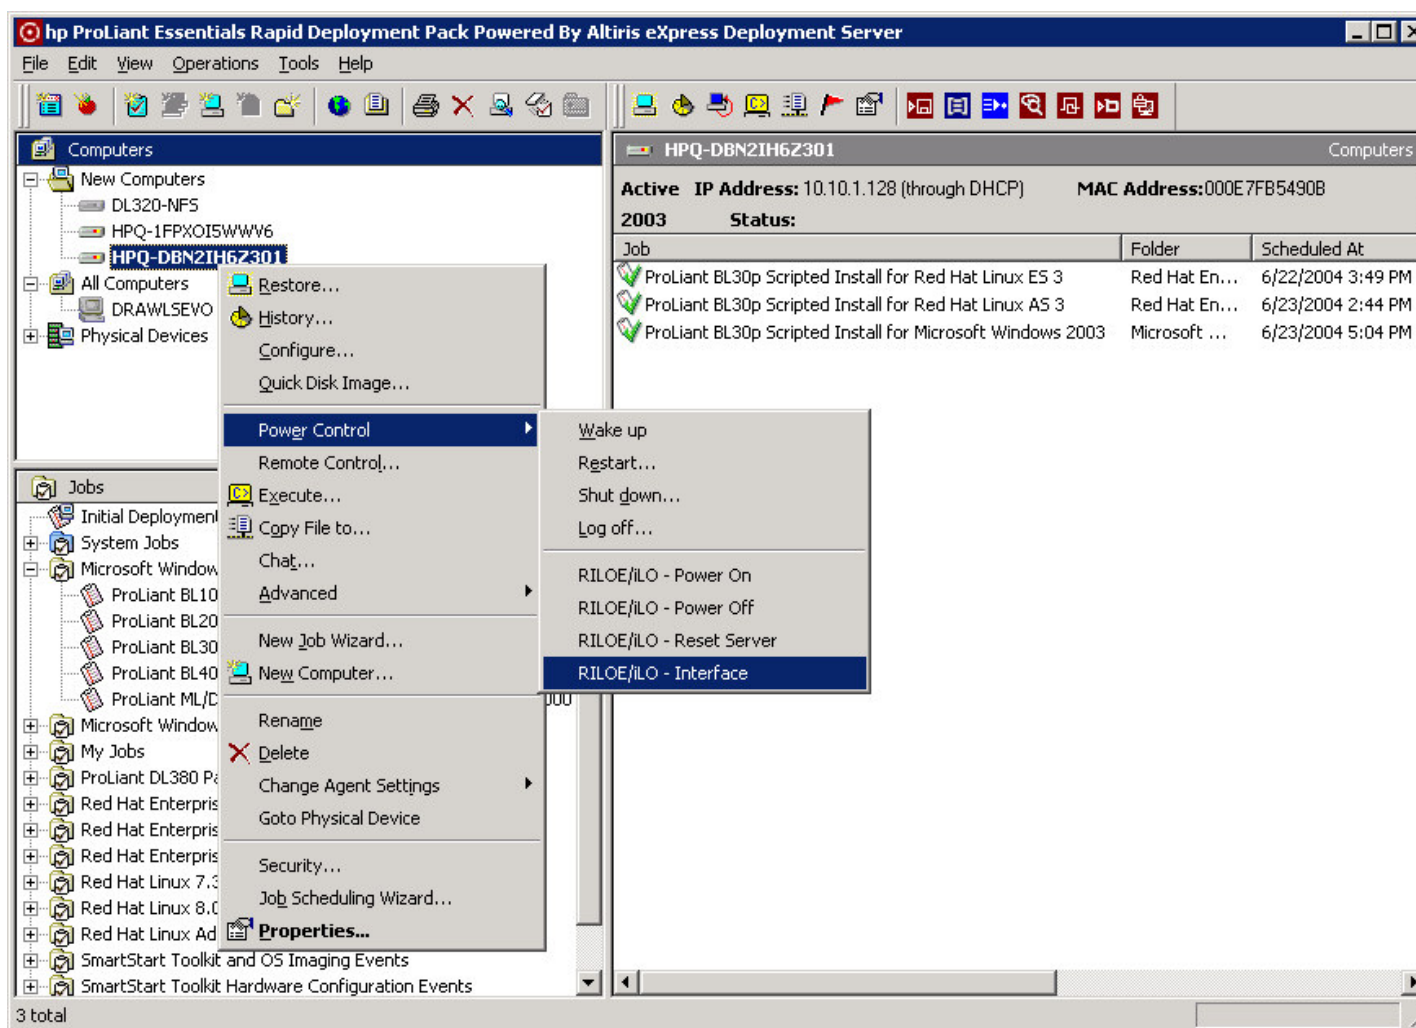 hp ProLiant Essentials Rapid Deployment Pack Powered By Altiris eXpress Deployment Server
File Edit View Operations Tools Help
Computers
New Computers
DL320-NFS
HPQ-1FPXOI5WWV6
HPQ-DBN2IH6Z301
All Computers
DRAWLSEVO
Physical Devices
HPQ-DBN2IH6Z301 Computers
Active IP Address: 10.10.1.128 (through DHCP) MAC Address:000E7FB5490B
2003 Status:
Job Folder Scheduled At
ProLiant BL30p Scripted Install for Red Hat Linux ES 3 Red Hat En... 6/22/2004 3:49 PM
ProLiant BL30p Scripted Install for Red Hat Linux AS 3 Red Hat En... 6/23/2004 2:44 PM
ProLiant BL30p Scripted Install for Microsoft Windows 2003 Microsoft ... 6/23/2004 5:04 PM
Restore...
History...
Configure...
Quick Disk Image...
Power Control
Remote Control...
Execute...
Copy File to...
Chat...
Advanced
New Job Wizard...
New Computer...
Rename
Delete
Change Agent Settings
Goto Physical Device
Security...
Job Scheduling Wizard...
Properties...
Wake up
Restart...
Shut down...
Log off...
RILOE/iLO - Power On
RILOE/iLO - Power Off
RILOE/iLO - Reset Server
RILOE/iLO - Interface
Jobs
Initial Deployment
System Jobs
Microsoft Window
ProLiant BL10
ProLiant BL20
ProLiant BL30
ProLiant BL40
ProLiant ML/D
Microsoft Window
My Jobs
ProLiant DL380 Pa
Red Hat Enterpris
Red Hat Enterpris
Red Hat Enterpris
Red Hat Linux 7.3
Red Hat Linux 8.0
Red Hat Linux Ad
SmartStart Toolkit and OS Imaging Events
SmartStart Toolkit Hardware Configuration Events
3 total